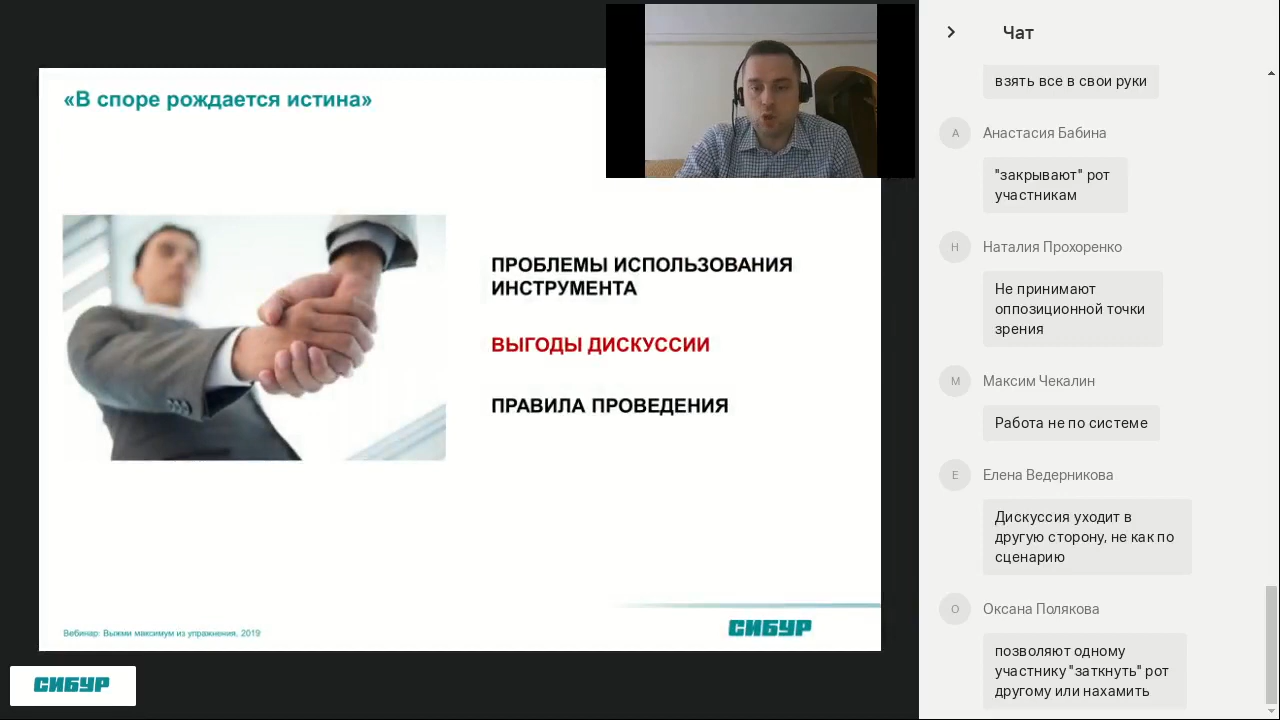 «В споре рождается истина»
ПРОБЛЕМЫ ИСПОЛЬЗОВАНИЯ
ИНСТРУМЕНТА
ВЫГОДЫ ДИСКУССИИ
ПРАВИЛА ПРОВЕДЕНИЯ
Вебинар: Выжми максимум из упражнения, 2019
СИБУР
СИБУР
Чат
взять все в свои руки
А
Анастасия Бабина
"закрывают" рот
участникам
Н
Наталия Прохоренко
Не принимают
оппозиционной точки
зрения
М
Максим Чекалин
Работа не по системе
Е
Елена Ведерникова
Дискуссия уходит в
другую сторону, не как по
сценарию
О
Оксана Полякова
позволяют одному
участнику "заткнуть" рот
другому или нахамить